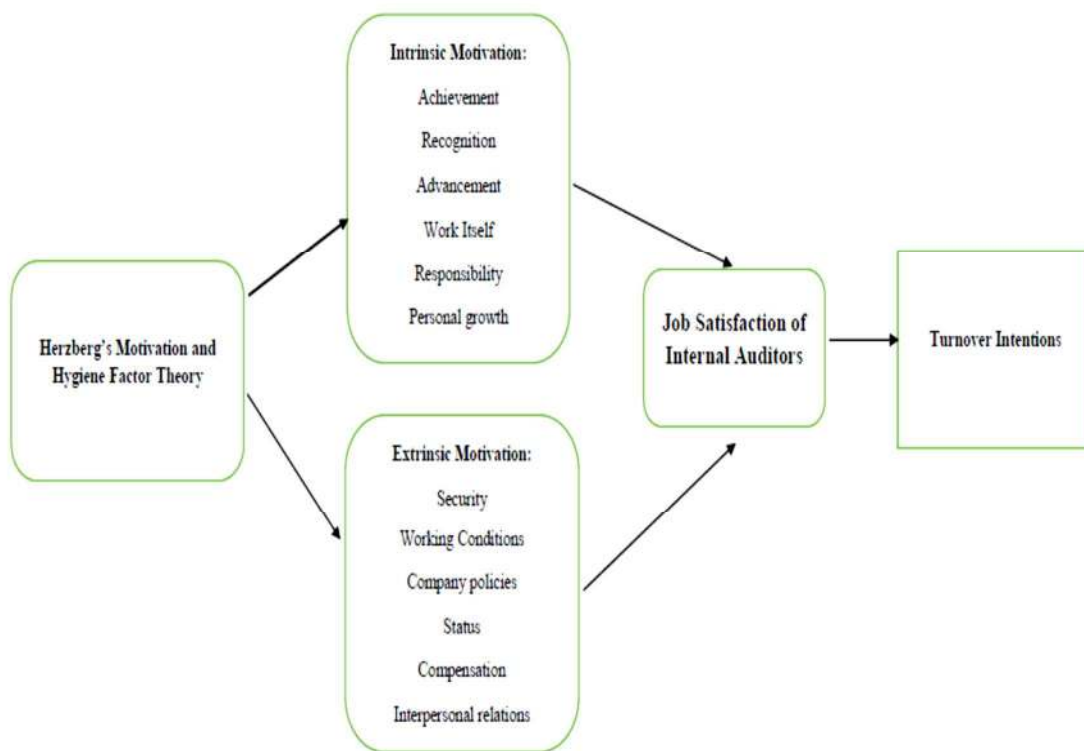 Herzberg’s Motivation and
Hygiene Factor Theory
Intrinsic Motivation:
Achievement
Recognition
Advancement
Work Itself
Responsibility
Personal growth
Extrinsic Motivation:
Security
Working Conditions
Company policies
Status
Compensation
Interpersonal relations
Job Satisfaction of
Internal Auditors
Turnover Intentions